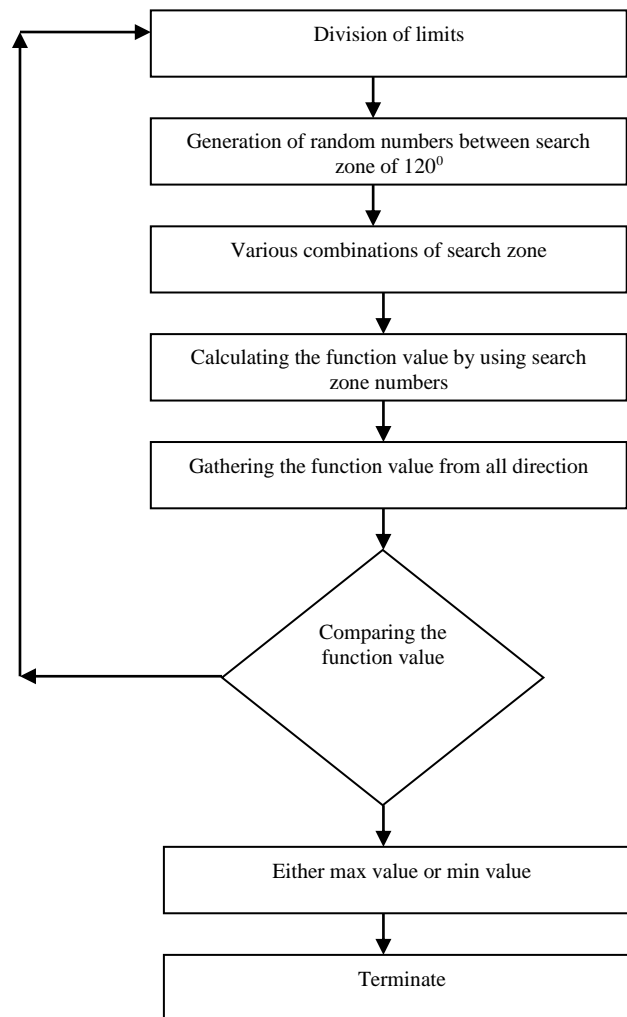 Division of limits
Generation of random numbers between search
zone of 120⁰
Various combinations of search zone
Calculating the function value by using search
zone numbers
Gathering the function value from all direction
Comparing the
function value
Either max value or min value
Terminate